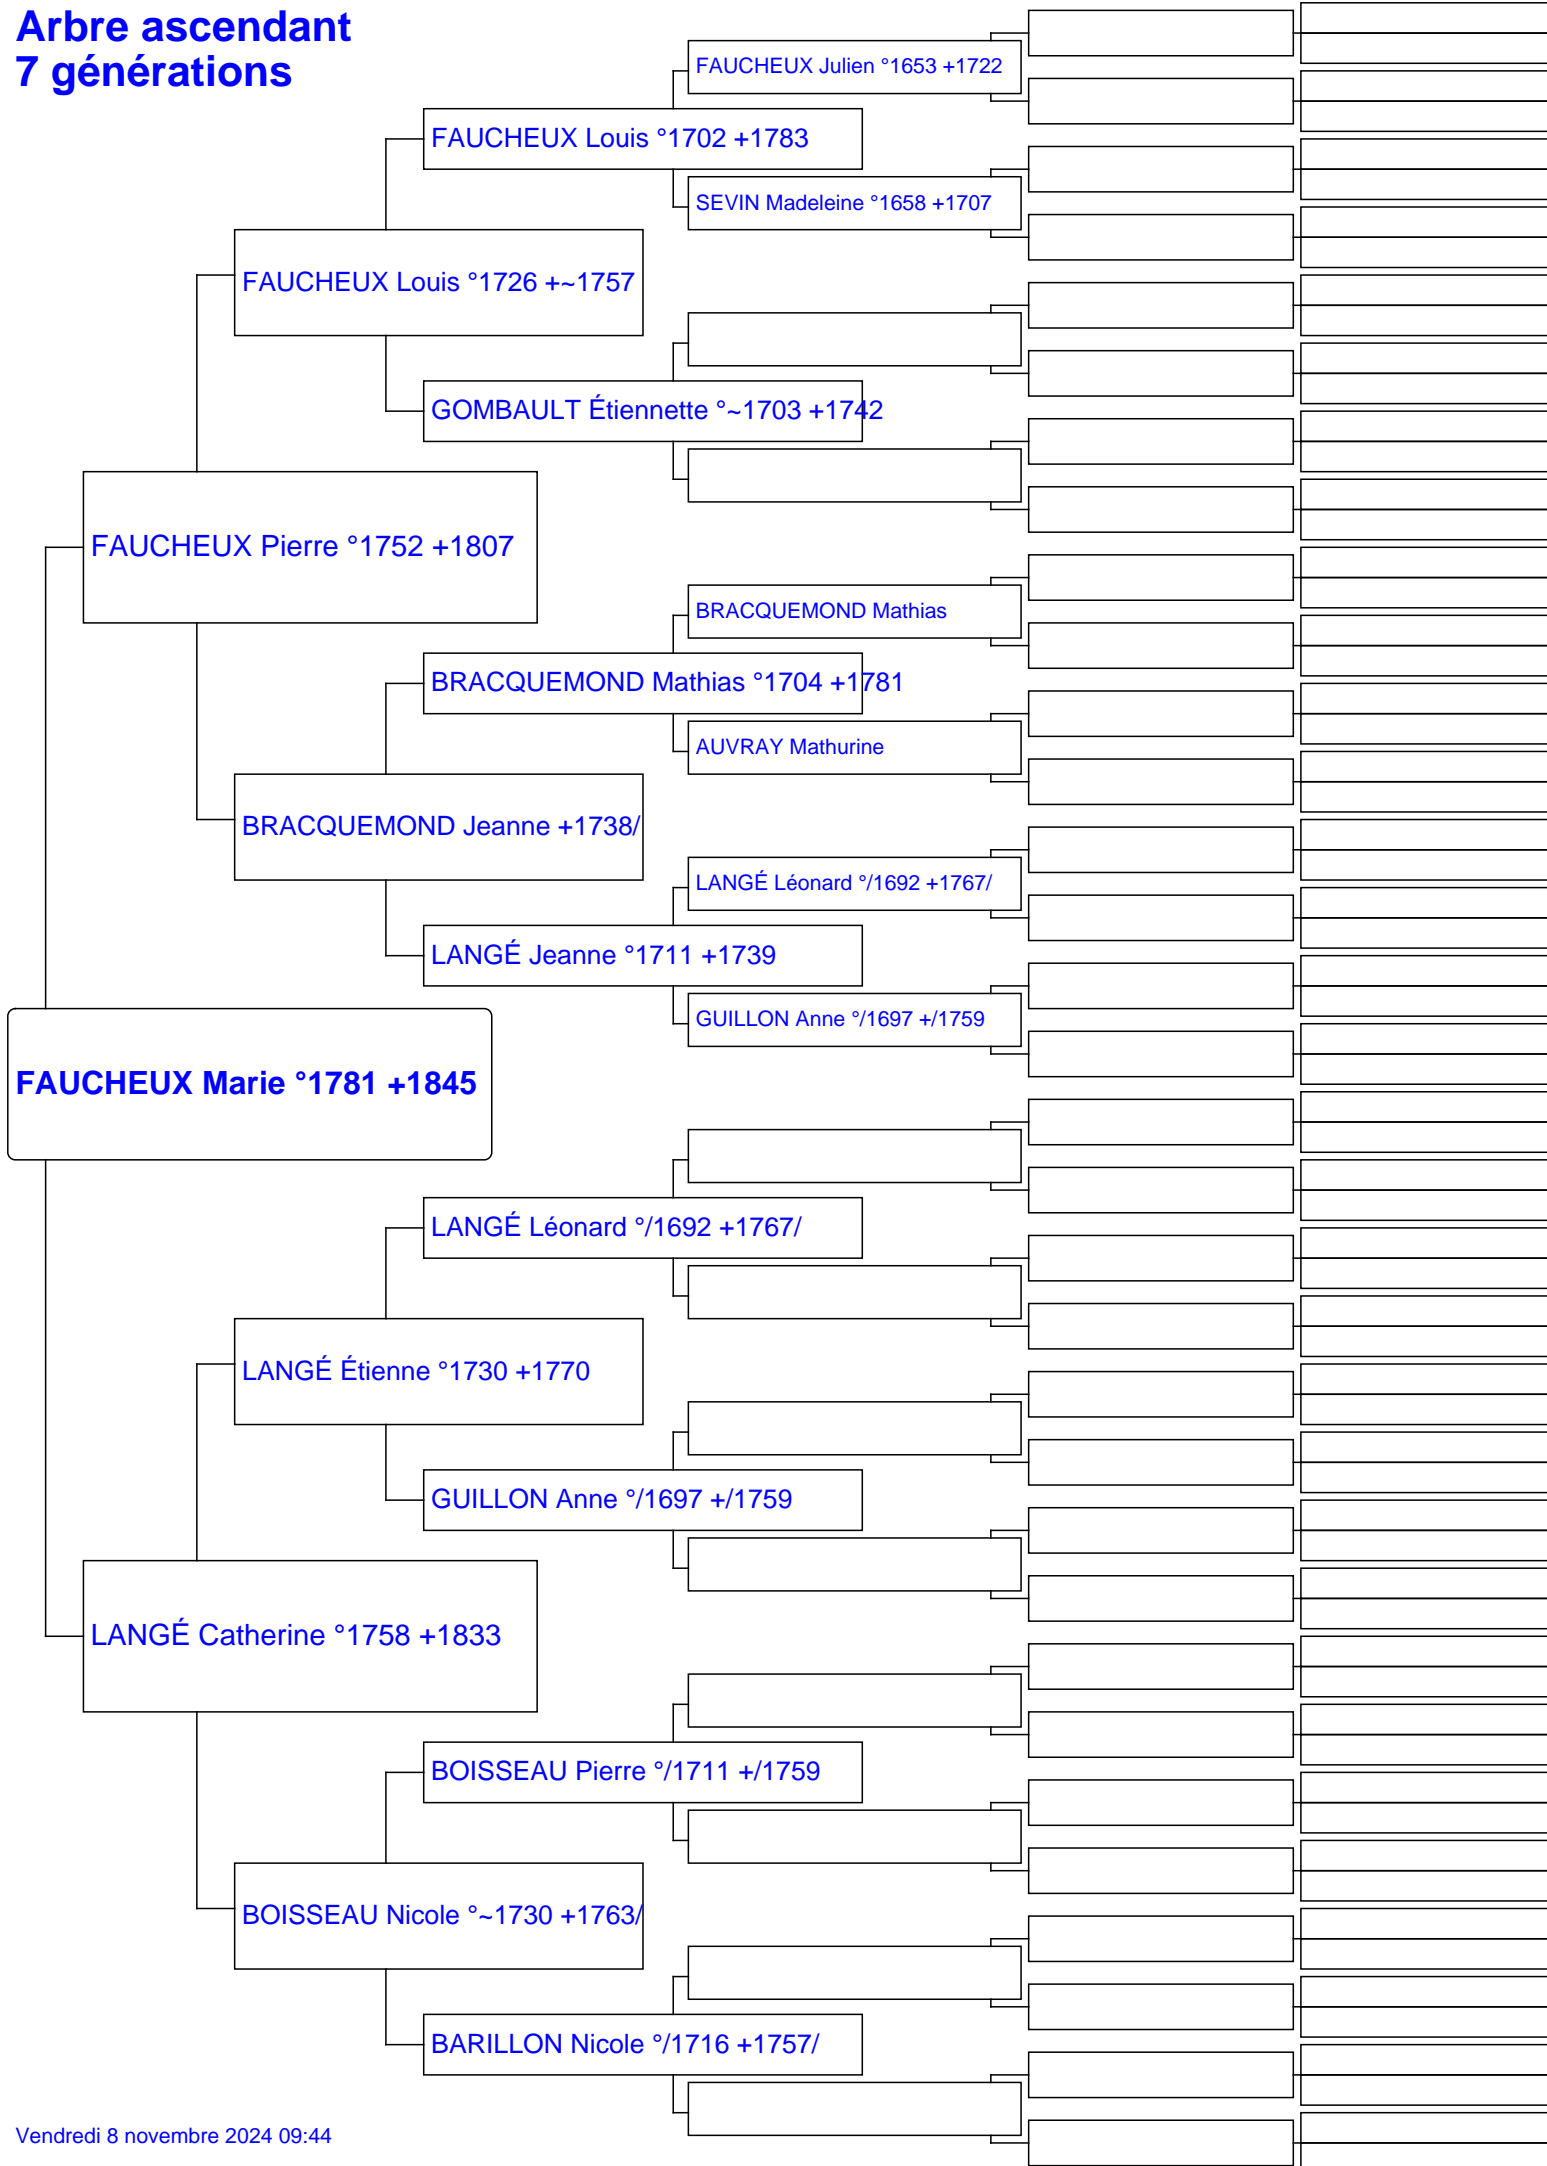 Arbre ascendant
7 générations
FAUCHEUX Julien °1653 +1722
FAUCHEUX Louis °1702 +1783
SEVIN Madeleine °1658 +1707
FAUCHEUX Louis °1726 +~1757
GOMBAULT Étiennette °~1703 +1742
FAUCHEUX Pierre °1752 +1807
BRACQUEMOND Mathias
BRACQUEMOND Mathias °1704 +1781
AUVRAY Mathurine
BRACQUEMOND Jeanne +1738/
LANGÉ Léonard °/1692 +1767/
LANGÉ Jeanne °1711 +1739
GUILLON Anne °/1697 +/1759
FAUCHEUX Marie °1781 +1845
LANGÉ Léonard °/1692 +1767/
LANGÉ Étienne °1730 +1770
GUILLON Anne °/1697 +/1759
LANGÉ Catherine °1758 +1833
BOISSEAU Pierre °/1711 +/1759
BOISSEAU Nicole °~1730 +1763/
BARILLON Nicole °/1716 +1757/
Vendredi 8 novembre 2024 09:44